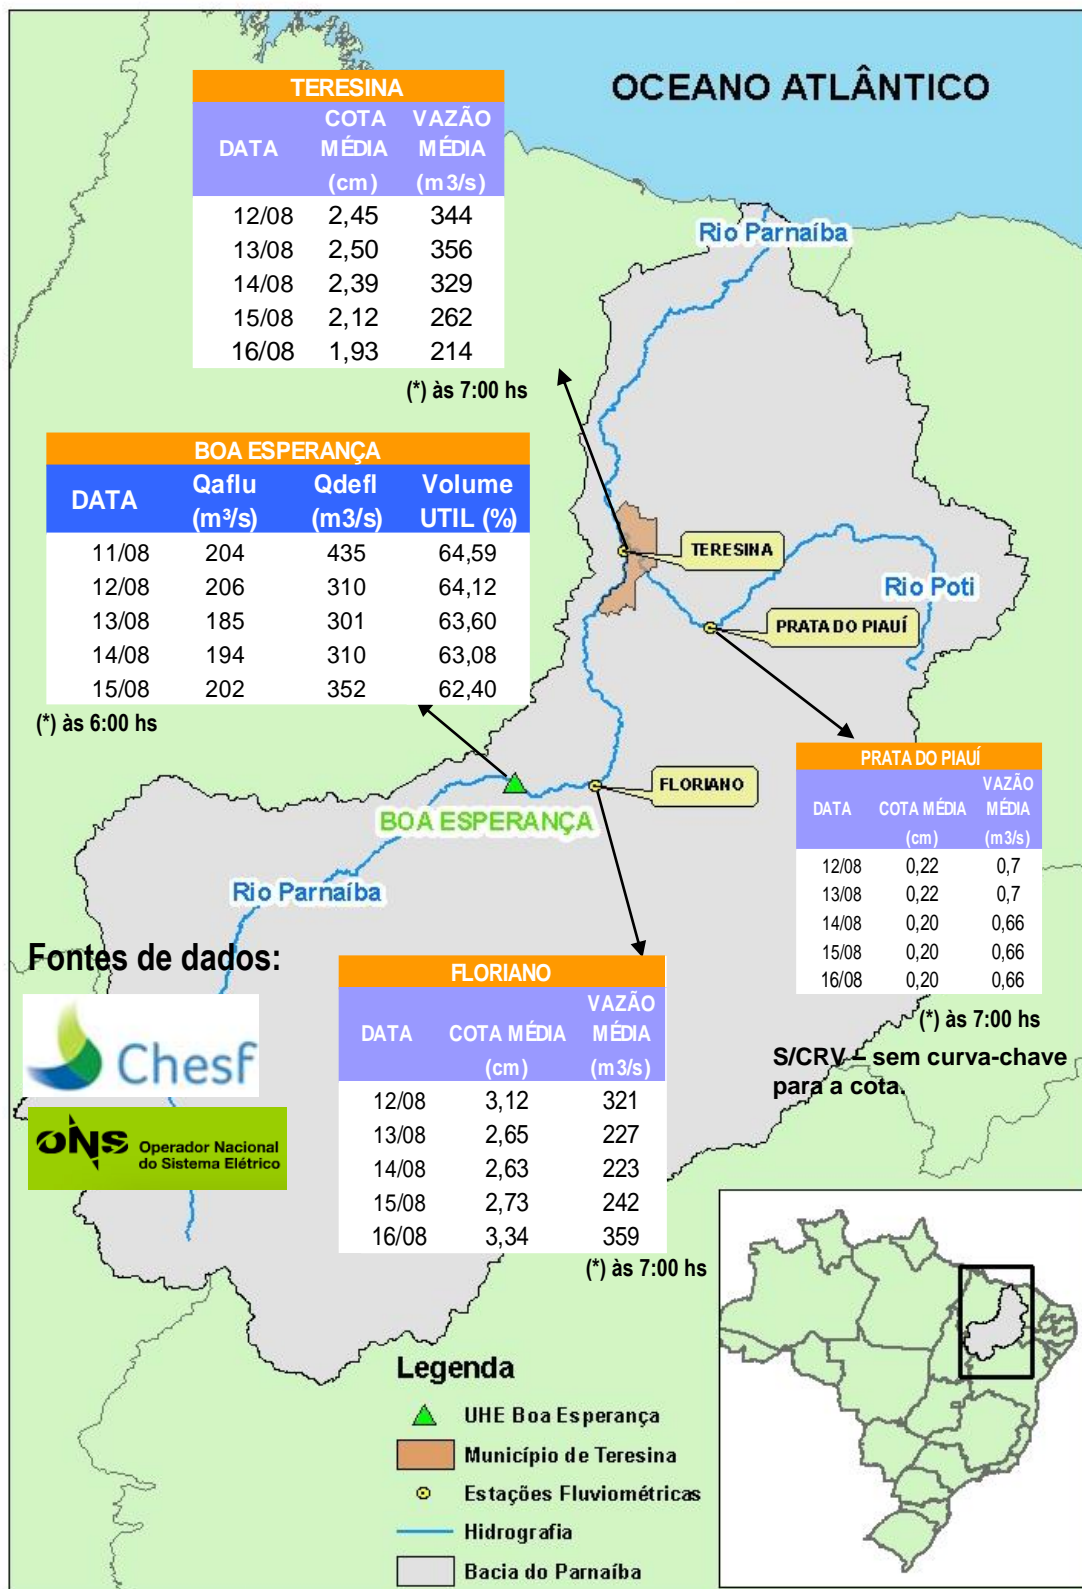 OCEANO ATLÂNTICO
TERESINA
DATA COTA MÉDIA (cm) VAZÃO MÉDIA (m3/s)
12/08 2,45 344
13/08 2,50 356
14/08 2,39 329
15/08 2,12 262
16/08 1,93 214
(*) às 7:00 hs
Rio Parnaíba
BOA ESPERANÇA
DATA Qaflu (m³/s) Qdefl (m3/s) Volume UTIL (%)
11/08 204 435 64,59
12/08 206 310 64,12
13/08 185 301 63,60
14/08 194 310 63,08
15/08 202 352 62,40
(*) às 6:00 hs
TERESINA
Rio Poti
PRATA DO PIAUÍ
FLORIANO
BOA ESPERANÇA
Rio Parnaíba
PRATA DO PIAUÍ
DATA COTA MÉDIA (cm) VAZÃO MÉDIA (m3/s)
12/08 0,22 0,7
13/08 0,22 0,7
14/08 0,20 0,66
15/08 0,20 0,66
16/08 0,20 0,66
(*) às 7:00 hs
S/CRV – sem curva-chave
para a cota.
Fontes de dados:
Chesf
ONS Operador Nacional
do Sistema Elétrico
FLORIANO
DATA COTA MÉDIA (cm) VAZÃO MÉDIA (m3/s)
12/08 3,12 321
13/08 2,65 227
14/08 2,63 223
15/08 2,73 242
16/08 3,34 359
(*) às 7:00 hs
Legenda
UHE Boa Esperança
Município de Teresina
Estações Fluviométricas
Hidrografia
Bacia do Parnaíba